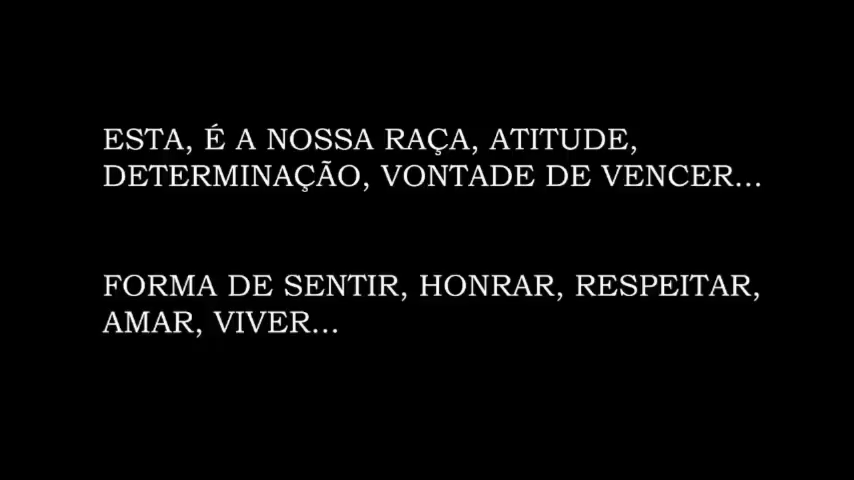 ESTA, É A NOSSA RAÇA, ATITUDE,
DETERMINAÇÃO, VONTADE DE VENCER...
FORMA DE SENTIR, HONRAR, RESPEITAR,
AMAR, VIVER...